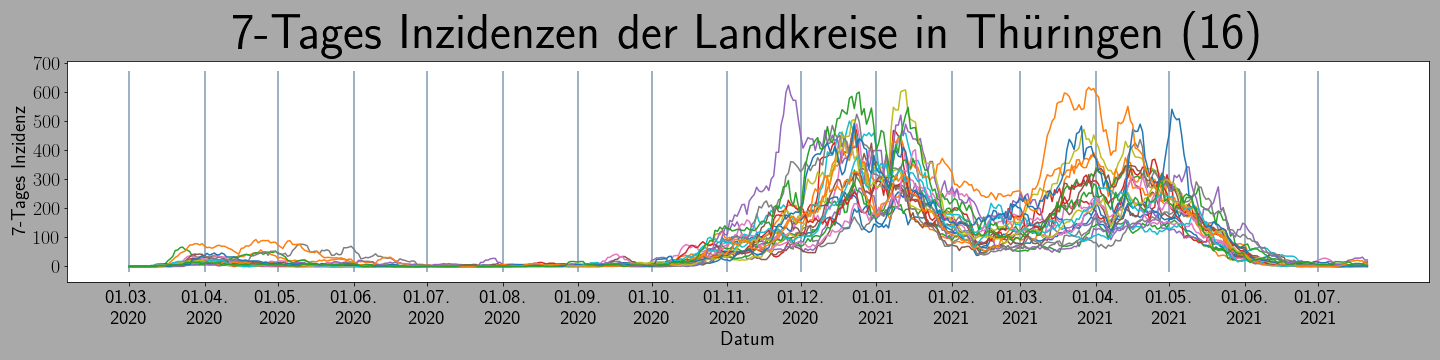 7-Tages Inzidenzen der Landkreise in Thüringen (16)
7-Tages Inzidenz
700
600
500
400
300
200
100
0
01.03. 01.04. 01.05. 01.06. 01.07. 01.08. 01.09. 01.10. 01.11. 01.12. 01.01. 01.02. 01.03. 01.04. 01.05. 01.06. 01.07.
2020 2020 2020 2020 2020 2020 2020 2020 2020 2020 2021 2021 2021 2021 2021 2021 2021
Datum